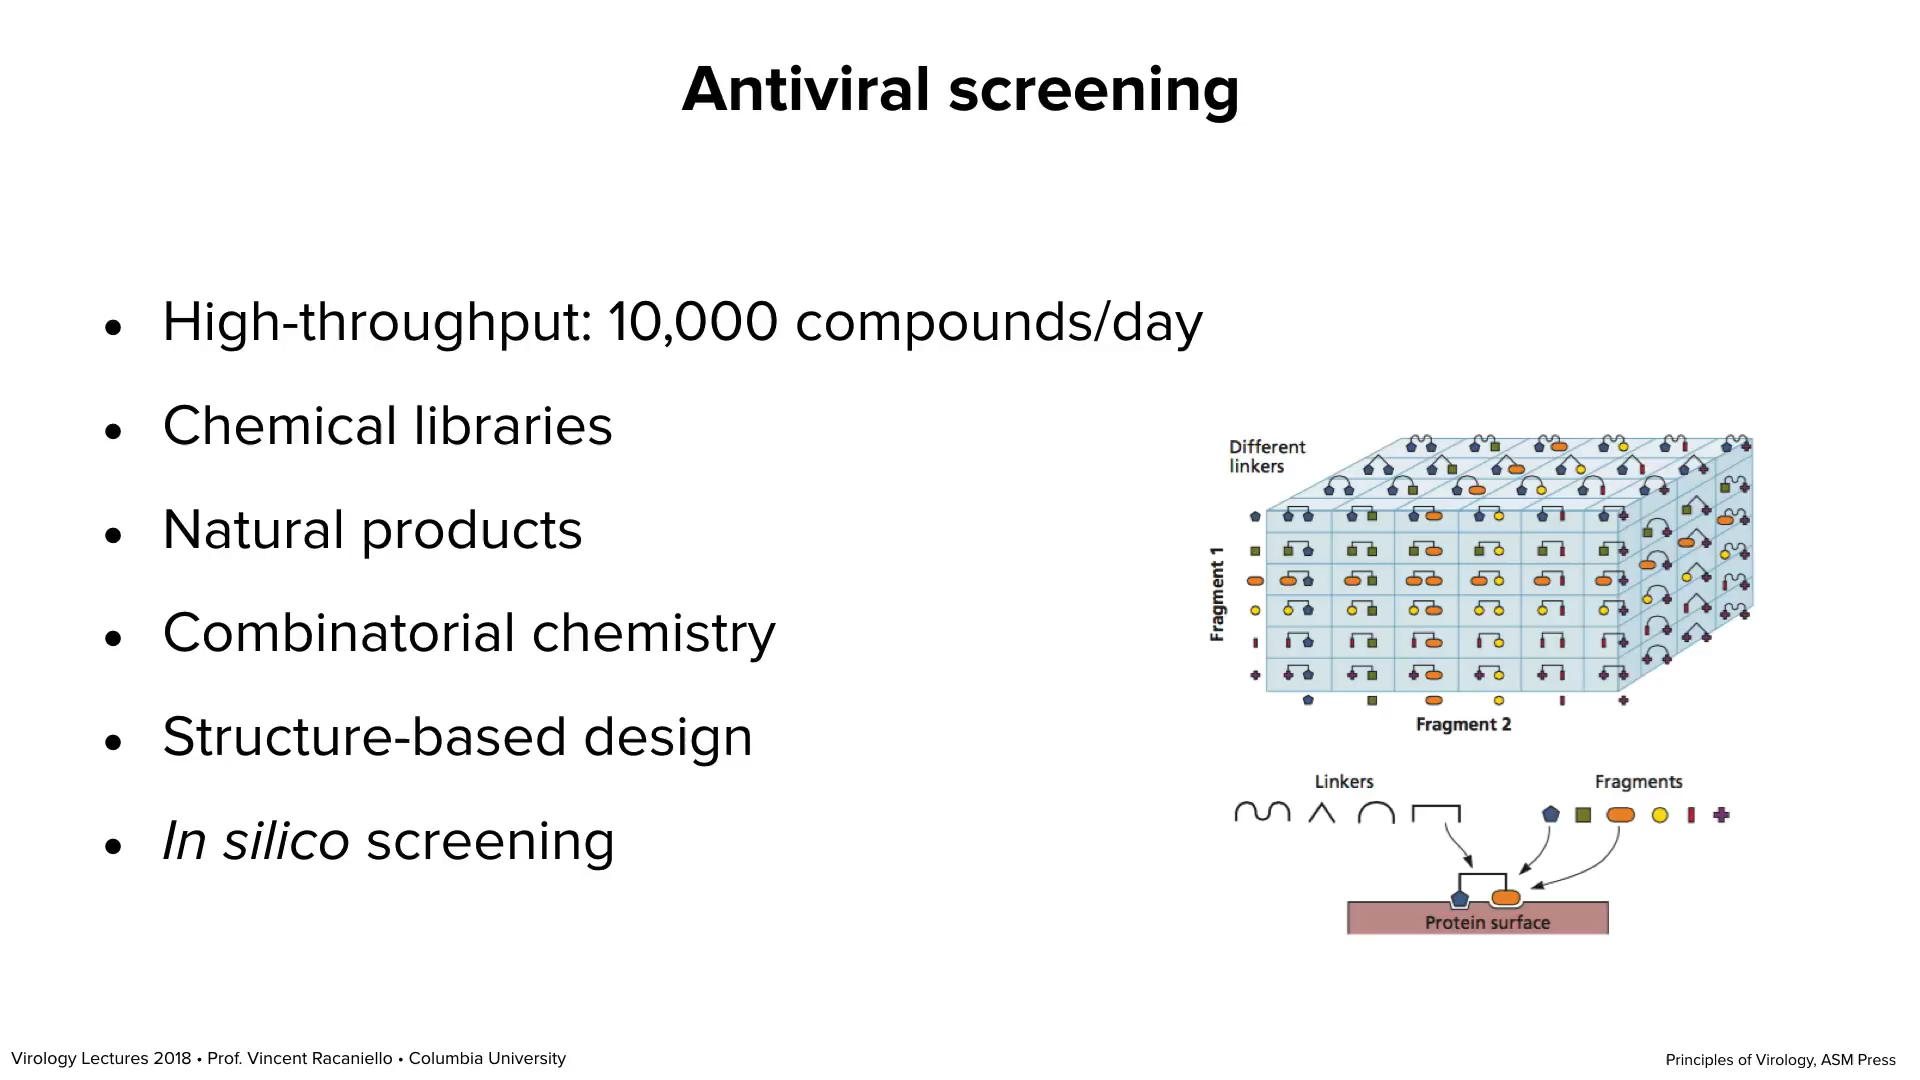 Antiviral screening
• High-throughput: 10,000 compounds/day
• Chemical libraries
• Natural products
• Combinatorial chemistry
• Structure-based design
• In silico screening
Different
linkers
Fragment 1
Fragment 2
Linkers
Fragments
Protein surface
Virology Lectures 2018 • Prof. Vincent Racaniello • Columbia University
Principles of Virology, ASM Press